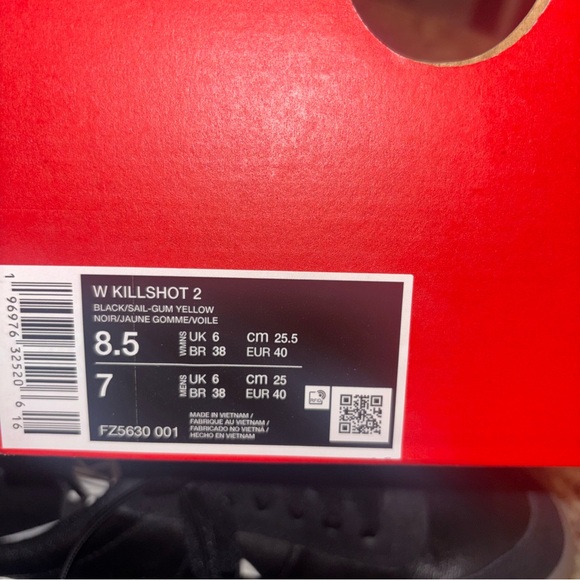 W KILLSHOT 2
BLACK/SAIL-GUM YELLOW
NOIR/JAUNE GOMME/VOILE
8.5 WMNS UK 6 cm 25.5
BR 38 EUR 40
7 MENS UK 6 cm 25
BR 38 EUR 40
FZ5630 001
MADE IN VIETNAM /
FABRIQUÉ AU VIETNAM /
FABRICADO NO VIETNÃ /
HECHO EN VIETNAM
1 96976 32520 6 16